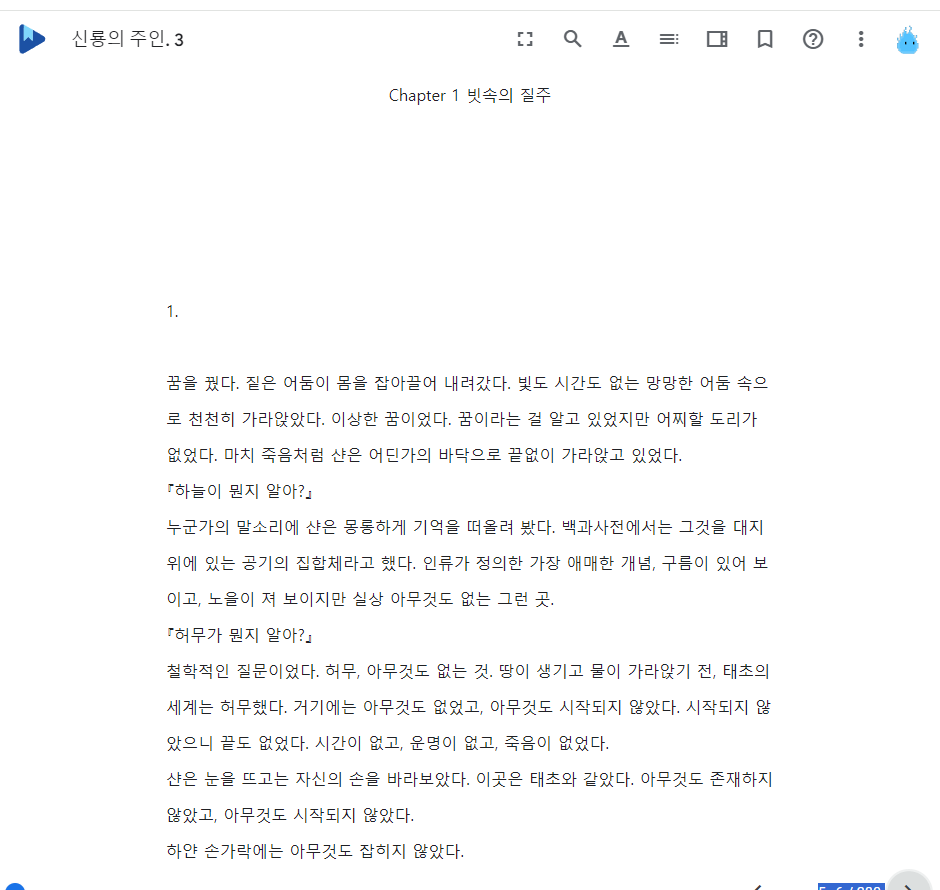 신룡의 주인. 3
Chapter 1 빗속의 질주
1.
꿈을 꿨다. 짙은 어둠이 몸을 잡아끌어 내려갔다. 빛도 시간도 없는 망망한 어둠 속으
로 천천히 가라앉았다. 이상한 꿈이었다. 꿈이라는 걸 알고 있었지만 어찌할 도리가
없었다. 마치 죽음처럼 샨은 어딘가의 바닥으로 끝없이 가라앉고 있었다.
『하늘이 뭔지 알아?』
누군가의 말소리에 샨은 몽롱하게 기억을 떠올려 봤다. 백과사전에서는 그것을 대지
위에 있는 공기의 집합체라고 했다. 인류가 정의한 가장 애매한 개념, 구름이 있어 보
이고, 노을이 져 보이지만 실상 아무것도 없는 그런 곳.
『허무가 뭔지 알아?』
철학적인 질문이었다. 허무, 아무것도 없는 것. 땅이 생기고 물이 가라앉기 전, 태초의
세계는 허무했다. 거기에는 아무것도 없었고, 아무것도 시작되지 않았다. 시작되지 않
았으니 끝도 없었다. 시간이 없고, 운명이 없고, 죽음이 없었다.
샨은 눈을 뜨고는 자신의 손을 바라보았다. 이곳은 태초와 같았다. 아무것도 존재하지
않았고, 아무것도 시작되지 않았다.
하얀 손가락에는 아무것도 잡히지 않았다.